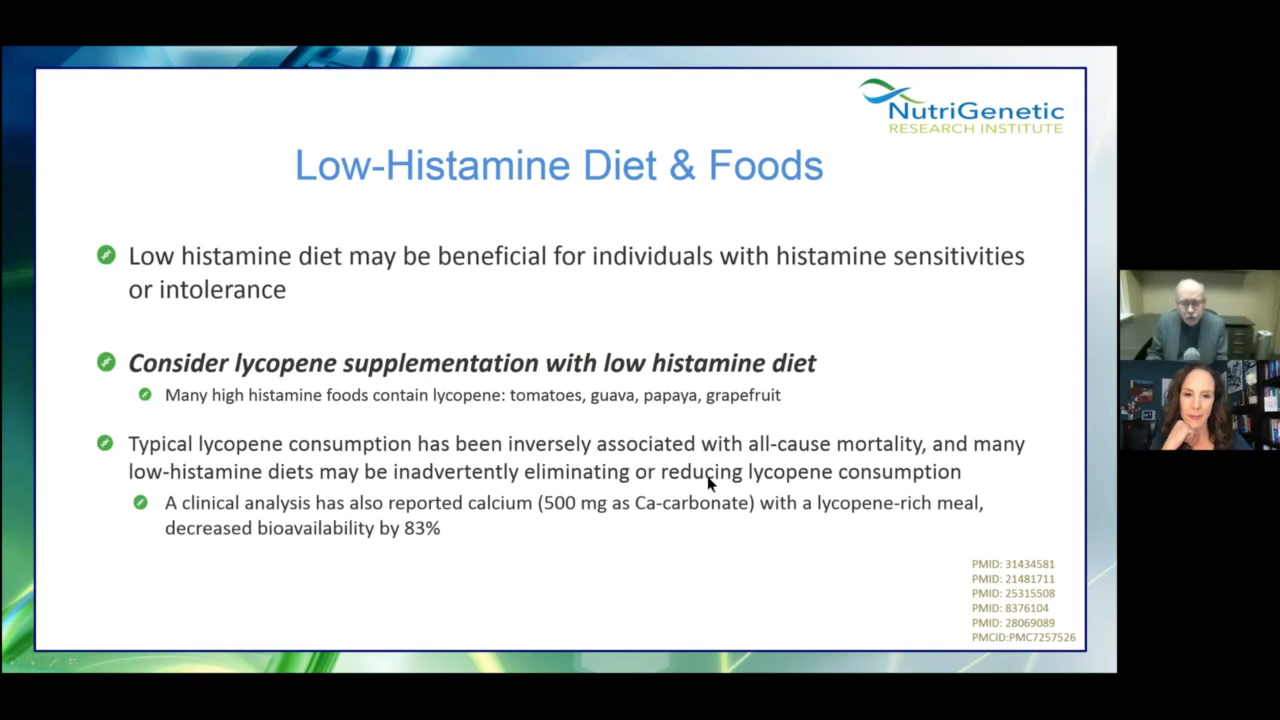 NutriGenetic
RESEARCH INSTITUTE
Low-Histamine Diet & Foods
Low histamine diet may be beneficial for individuals with histamine sensitivities
or intolerance
Consider lycopene supplementation with low histamine diet
Many high histamine foods contain lycopene: tomatoes, guava, papaya, grapefruit
Typical lycopene consumption has been inversely associated with all-cause mortality, and many
low-histamine diets may be inadvertently eliminating or reducing lycopene consumption
A clinical analysis has also reported calcium (500 mg as Ca-carbonate) with a lycopene-rich meal,
decreased bioavailability by 83%
PMID: 31434581
PMID: 21481711
PMID: 25315508
PMID: 8376104
PMID: 28069089
PMCID:PMC7257526